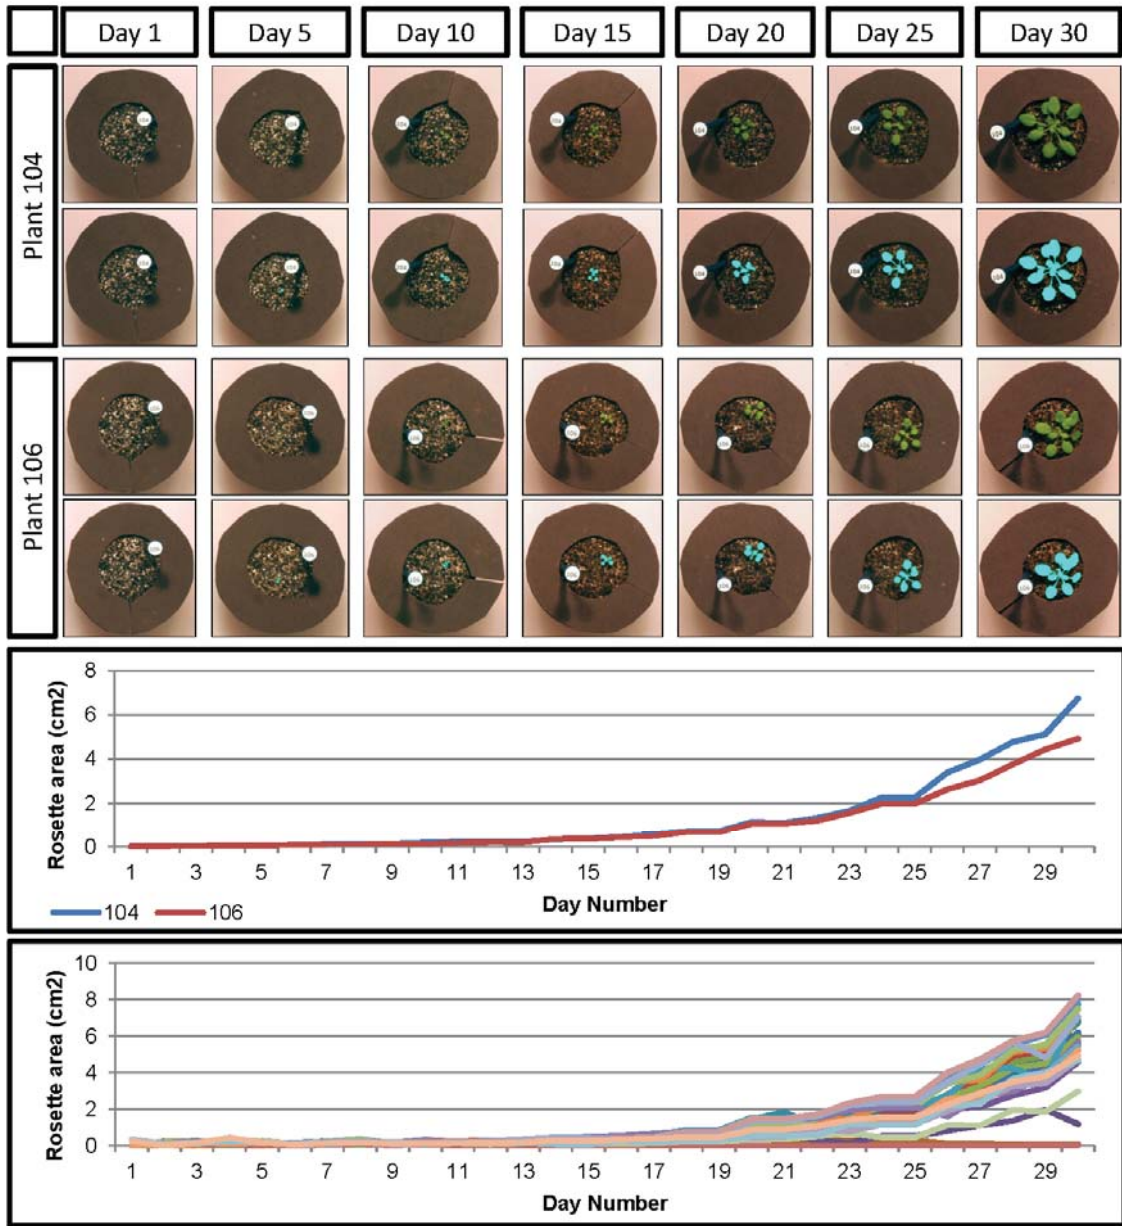 Day 1 Day 5 Day 10 Day 15 Day 20 Day 25 Day 30
Plant 104
Plant 106
8
6
4
2
0
Rosette area (cm2)
1 3 5 7 9 11 13 15 17 19 21 23 25 27 29
Day Number
104 106
10
8
6
4
2
0
Rosette area (cm2)
1 3 5 7 9 11 13 15 17 19 21 23 25 27 29
Day Number